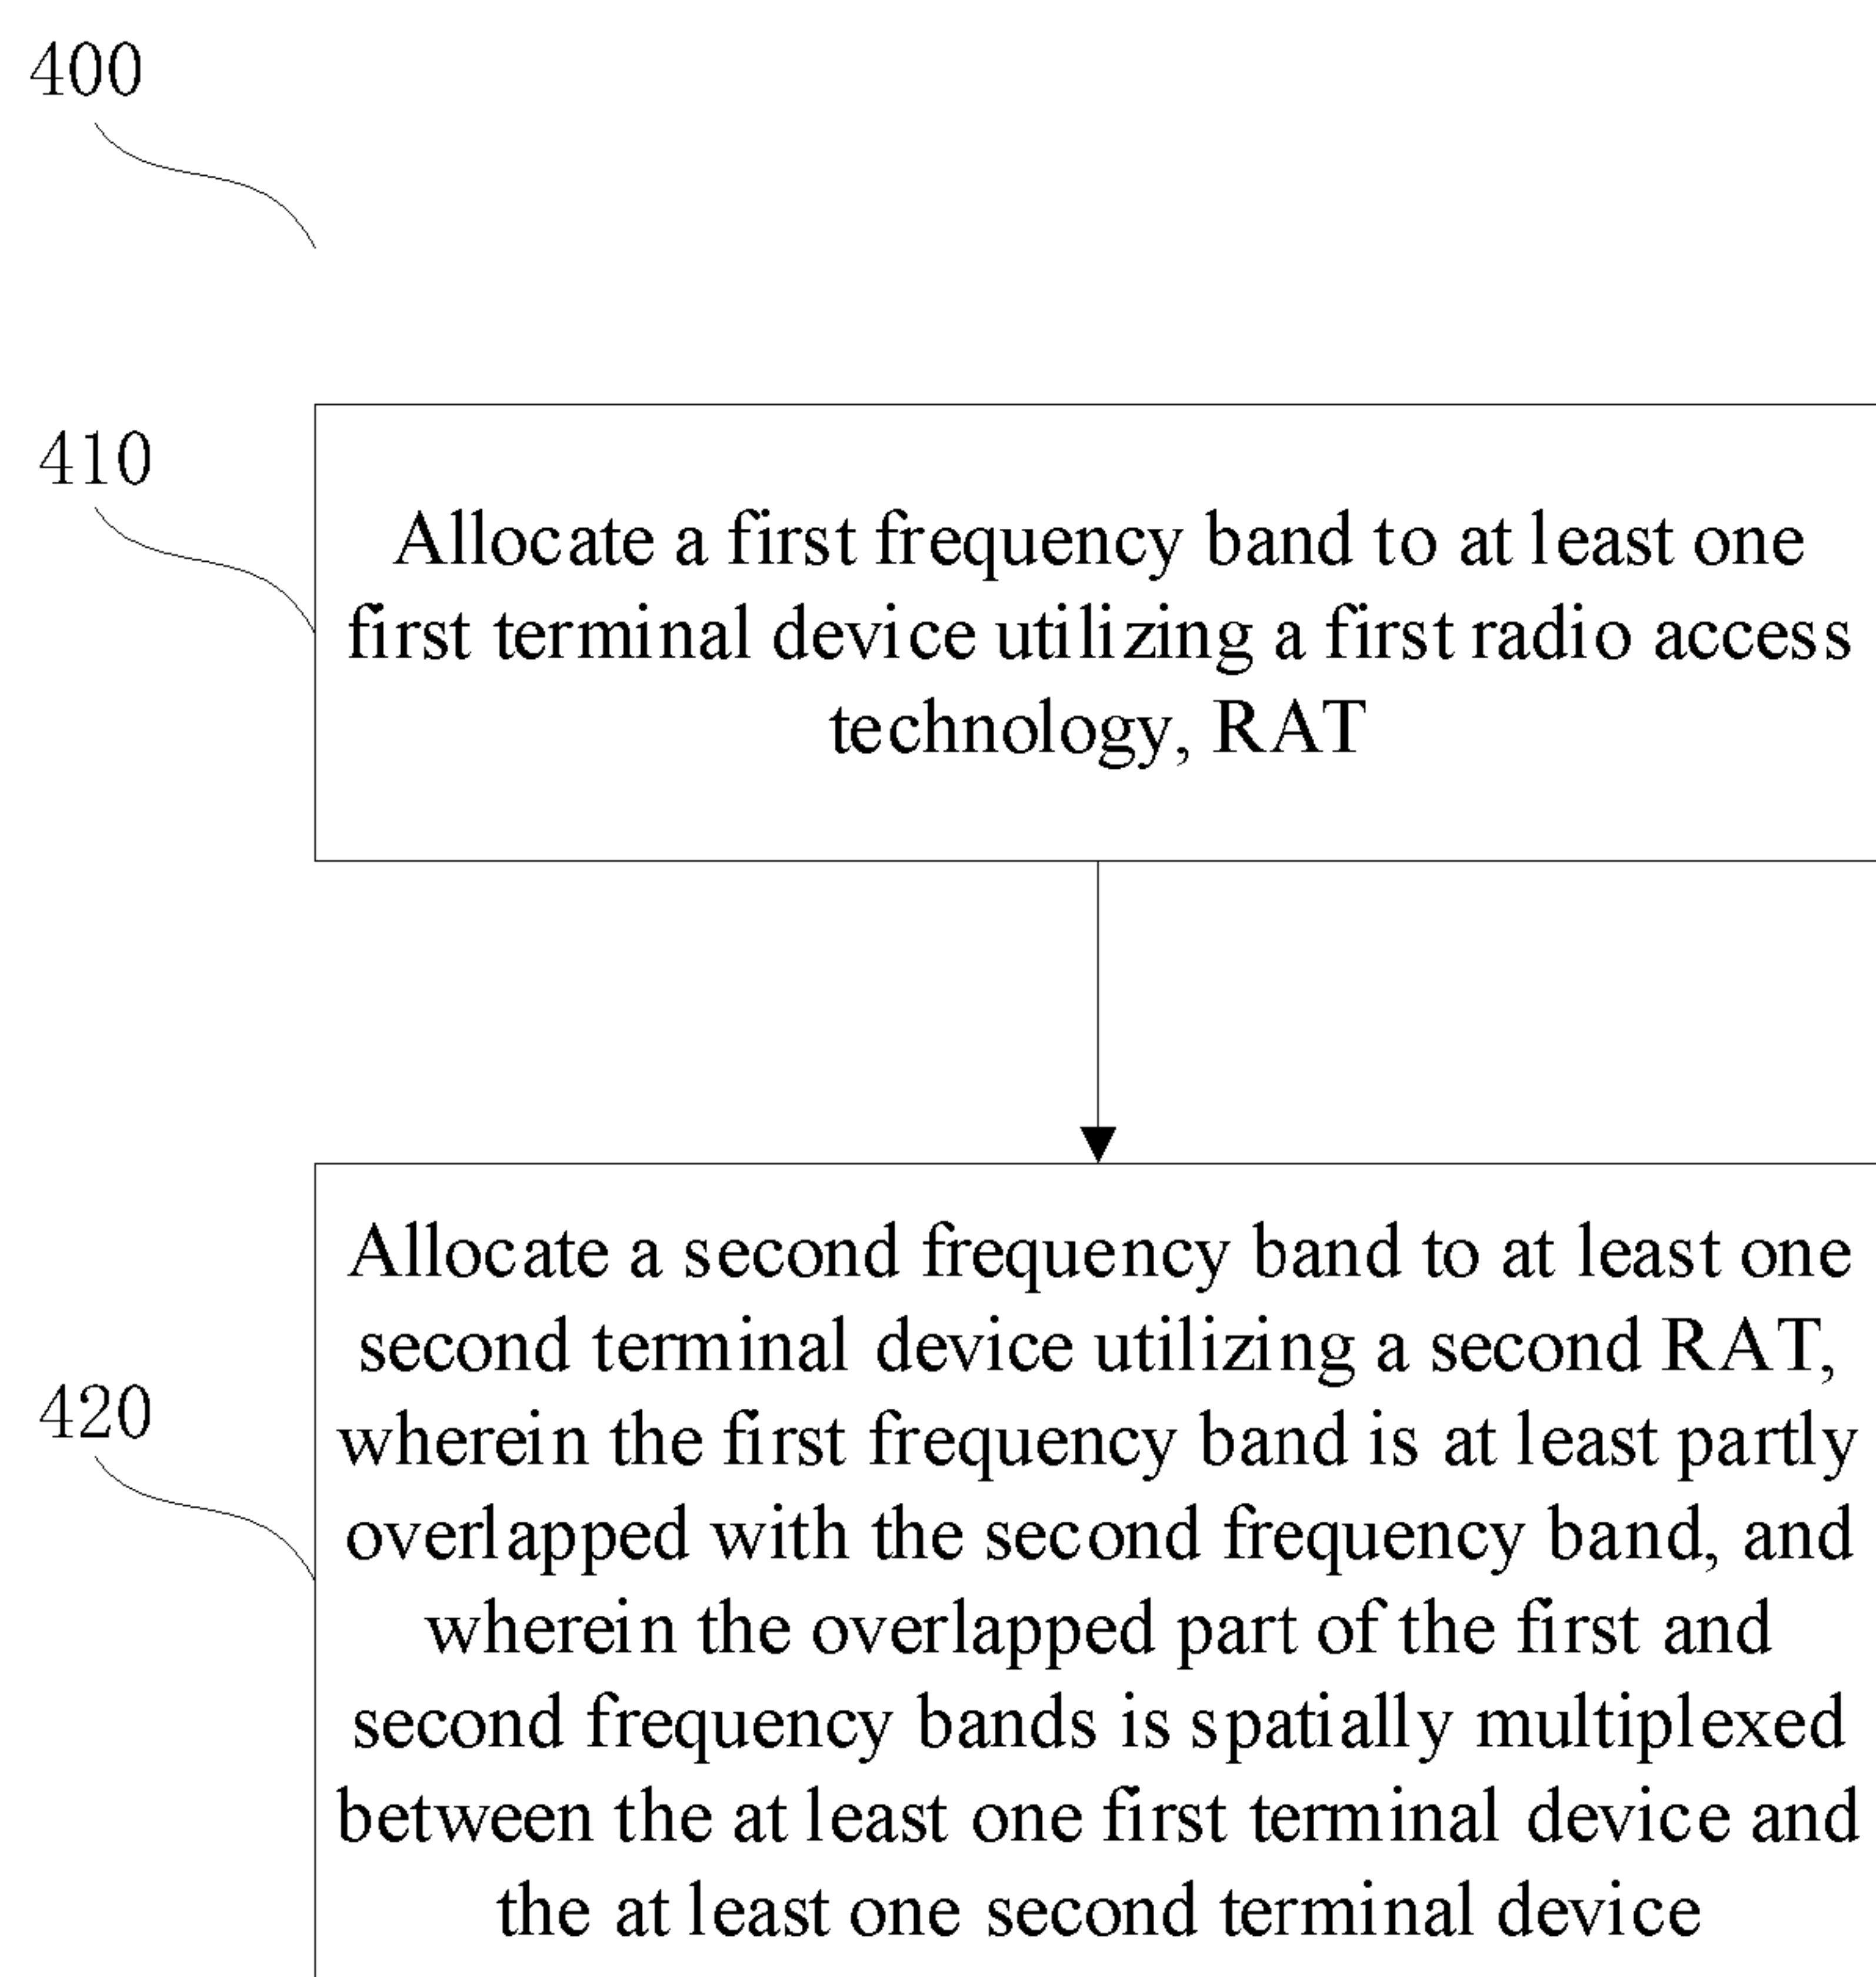 400
410
Allocate a first frequency band to at least one
first terminal device utilizing a first radio access
technology, RAT
420
Allocate a second frequency band to at least one
second terminal device utilizing a second RAT,
wherein the first frequency band is at least partly
overlapped with the second frequency band, and
wherein the overlapped part of the first and
second frequency bands is spatially multiplexed
between the at least one first terminal device and
the at least one second terminal device